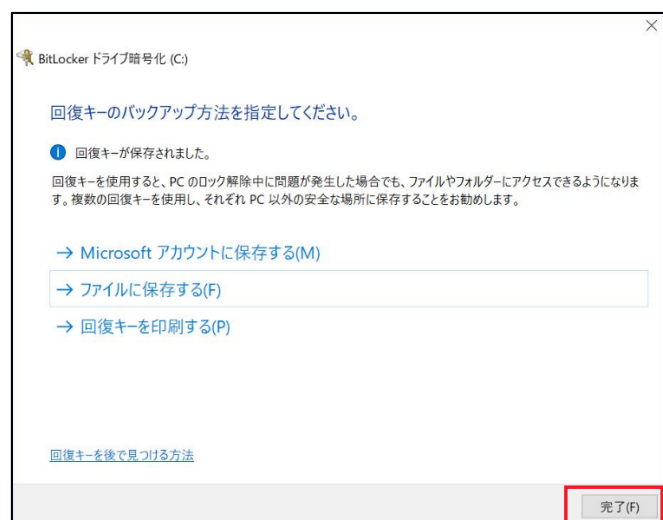 BitLocker ドライブ暗号化 (C:)
回復キーのバックアップ方法を指定してください。
回復キーが保存されました。
回復キーを使用すると、PC のロック解除中に問題が発生した場合でも、ファイルやフォルダーにアクセスできるようになりま
す。複数の回復キーを使用し、それぞれ PC 以外の安全な場所に保存することをお勧めします。
→ Microsoft アカウントに保存する(M)
→ ファイルに保存する(F)
→ 回復キーを印刷する(P)
回復キーを後で見つける方法
完了(F)